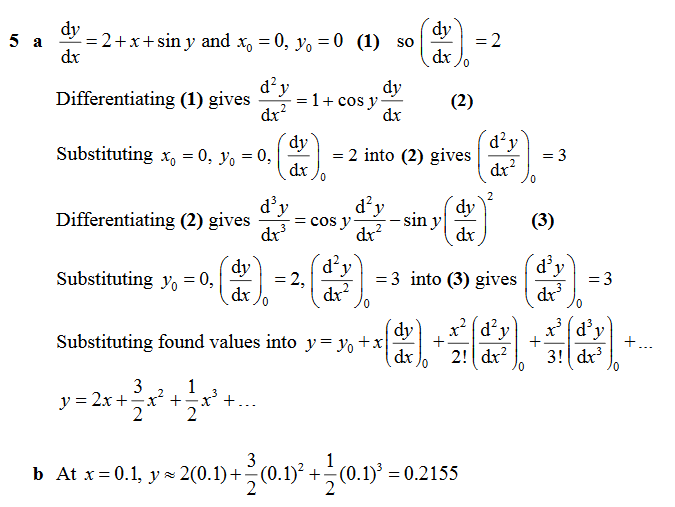 5 a dy/dx = 2 + x + sin y and x₀ = 0, y₀ = 0 (1) so (dy/dx)₀ = 2
Differentiating (1) gives d²y/dx² = 1 + cos y dy/dx (2)
Substituting x₀ = 0, y₀ = 0, (dy/dx)₀ = 2 into (2) gives (d²y/dx²)₀ = 3
Differentiating (2) gives d³y/dx³ = cos y d²y/dx² − sin y (dy/dx)² (3)
Substituting y₀ = 0, (dy/dx)₀ = 2, (d²y/dx²)₀ = 3 into (3) gives (d³y/dx³)₀ = 3
Substituting found values into y = y₀ + x(dy/dx)₀ + x²/2! (d²y/dx²)₀ + x³/3! (d³y/dx³)₀ + ...
y = 2x + 3/2 x² + 1/2 x³ + ...
b At x = 0.1, y ≈ 2(0.1) + 3/2 (0.1)² + 1/2 (0.1)³ = 0.2155